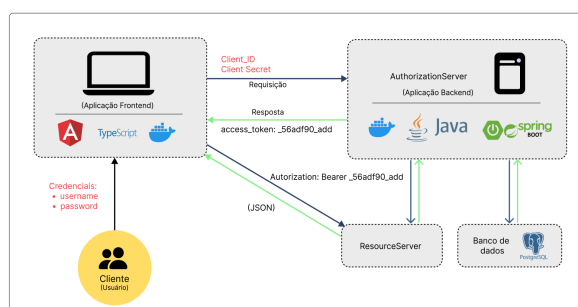 Client_ID
Client Secret
Requisição
(Aplicação Frontend)
TypeScript
AuthorizationServer
(Aplicação Backend)
Java
spring
BOOT
Resposta
access_token: _56adf90_add
Autorization: Bearer _56adf90_add
(JSON)
Credenciais:
username
password
Cliente
(Usuário)
ResourceServer
Banco de
dados
PostgreSQL